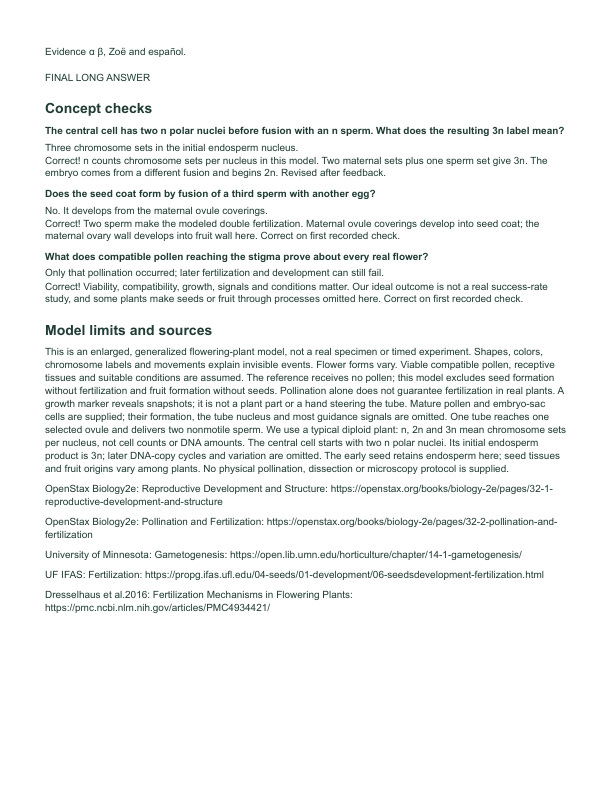 Evidence α β, Zoë and español.
FINAL LONG ANSWER
Concept checks
The central cell has two n polar nuclei before fusion with an n sperm. What does the resulting 3n label mean?
Three chromosome sets in the initial endosperm nucleus.
Correct! n counts chromosome sets per nucleus in this model. Two maternal sets plus one sperm set give 3n. The
embryo comes from a different fusion and begins 2n. Revised after feedback.
Does the seed coat form by fusion of a third sperm with another egg?
No. It develops from the maternal ovule coverings.
Correct! Two sperm make the modeled double fertilization. Maternal ovule coverings develop into seed coat; the
maternal ovary wall develops into fruit wall here. Correct on first recorded check.
What does compatible pollen reaching the stigma prove about every real flower?
Only that pollination occurred; later fertilization and development can still fail.
Correct! Viability, compatibility, growth, signals and conditions matter. Our ideal outcome is not a real success-rate
study, and some plants make seeds or fruit through processes omitted here. Correct on first recorded check.
Model limits and sources
This is an enlarged, generalized flowering-plant model, not a real specimen or timed experiment. Shapes, colors,
chromosome labels and movements explain invisible events. Flower forms vary. Viable compatible pollen, receptive
tissues and suitable conditions are assumed. The reference receives no pollen; this model excludes seed formation
without fertilization and fruit formation without seeds. Pollination alone does not guarantee fertilization in real plants. A
growth marker reveals snapshots; it is not a plant part or a hand steering the tube. Mature pollen and embryo-sac
cells are supplied; their formation, the tube nucleus and most guidance signals are omitted. One tube reaches one
selected ovule and delivers two nonmotile sperm. We use a typical diploid plant: n, 2n and 3n mean chromosome sets
per nucleus, not cell counts or DNA amounts. The central cell starts with two n polar nuclei. Its initial endosperm
product is 3n; later DNA-copy cycles and variation are omitted. The early seed retains endosperm here; seed tissues
and fruit origins vary among plants. No physical pollination, dissection or microscopy protocol is supplied.
OpenStax Biology2e: Reproductive Development and Structure: https://openstax.org/books/biology-2e/pages/32-1-
reproductive-development-and-structure
OpenStax Biology2e: Pollination and Fertilization: https://openstax.org/books/biology-2e/pages/32-2-pollination-and-
fertilization
University of Minnesota: Gametogenesis: https://open.lib.umn.edu/horticulture/chapter/14-1-gametogenesis/
UF IFAS: Fertilization: https://propg.ifas.ufl.edu/04-seeds/01-development/06-seedsdevelopment-fertilization.html
Dresselhaus et al.2016: Fertilization Mechanisms in Flowering Plants:
https://pmc.ncbi.nlm.nih.gov/articles/PMC4934421/